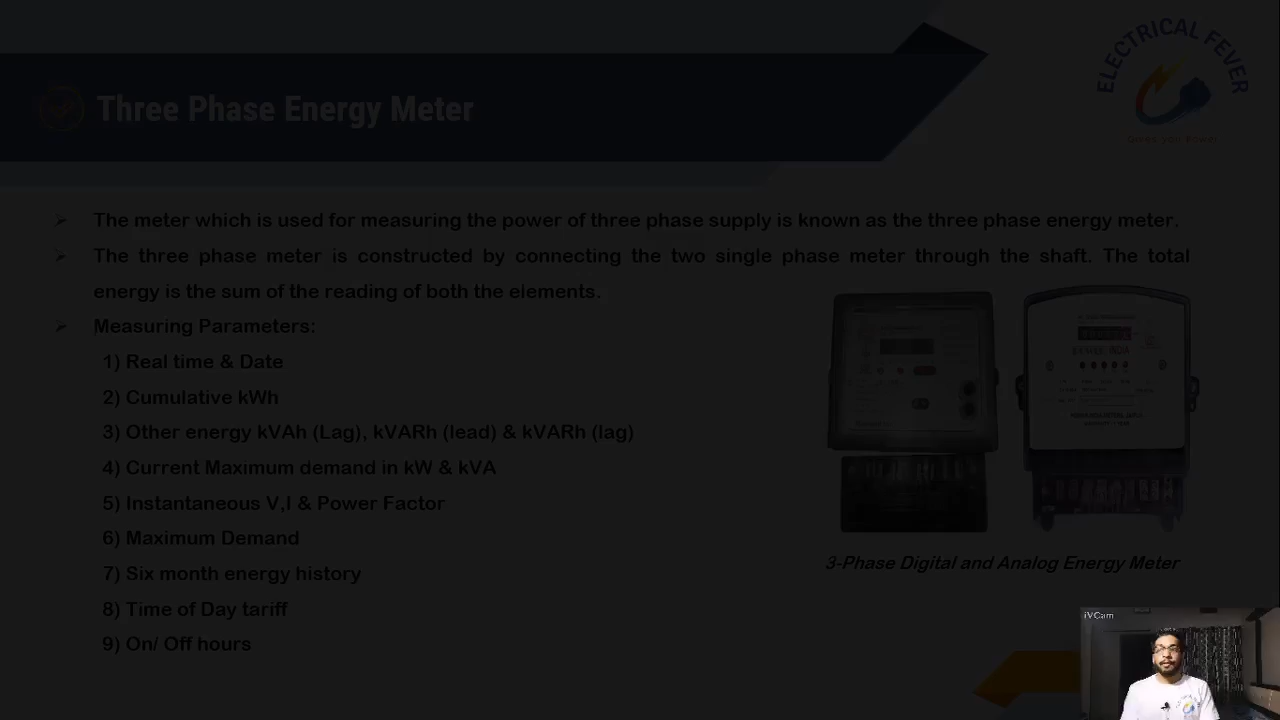 ELECTRICAL FEVER
Gives you Power
Three Phase Energy Meter
The meter which is used for measuring the power of three phase supply is known as the three phase energy meter.
The three phase meter is constructed by connecting the two single phase meter through the shaft. The total
energy is the sum of the reading of both the elements.
Measuring Parameters:
1) Real time & Date
2) Cumulative kWh
3) Other energy kVAh (Lag), kVARh (lead) & kVARh (lag)
4) Current Maximum demand in kW & kVA
5) Instantaneous V,I & Power Factor
6) Maximum Demand
7) Six month energy history
8) Time of Day tariff
9) On/ Off hours
3-Phase Digital and Analog Energy Meter
iVCam